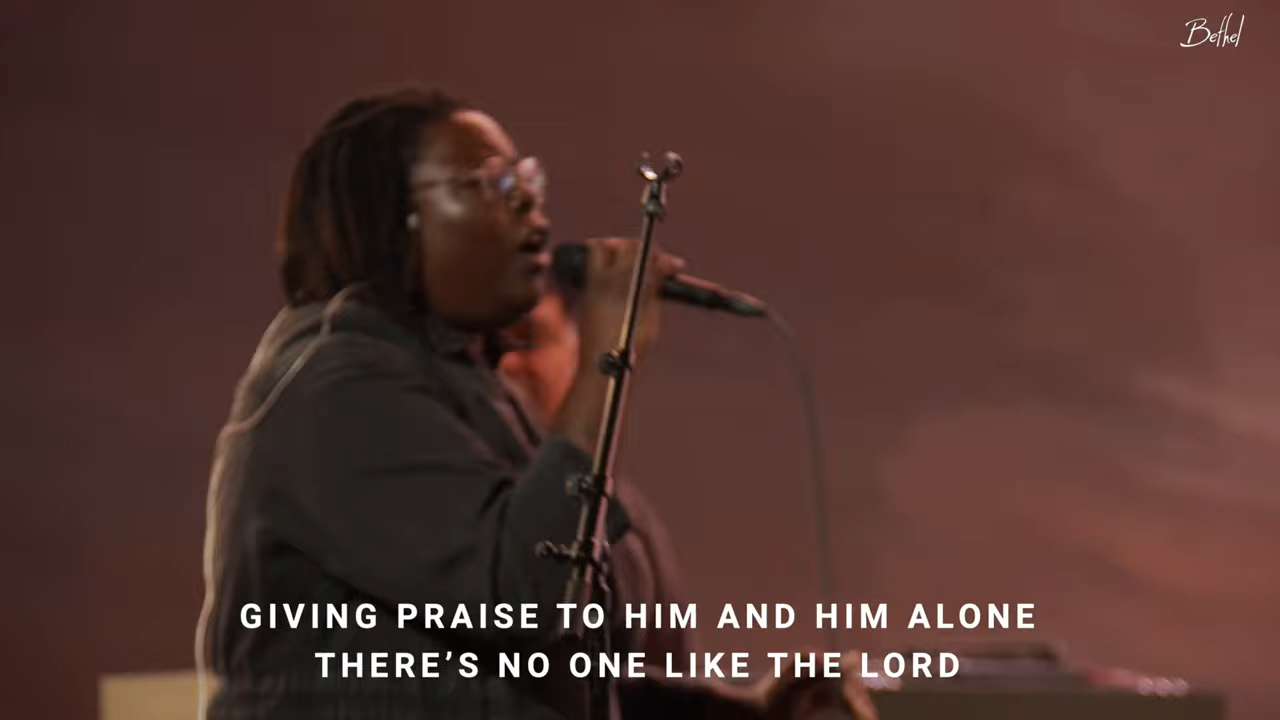 Bethel
GIVING PRAISE TO HIM AND HIM ALONE
THERE’S NO ONE LIKE THE LORD